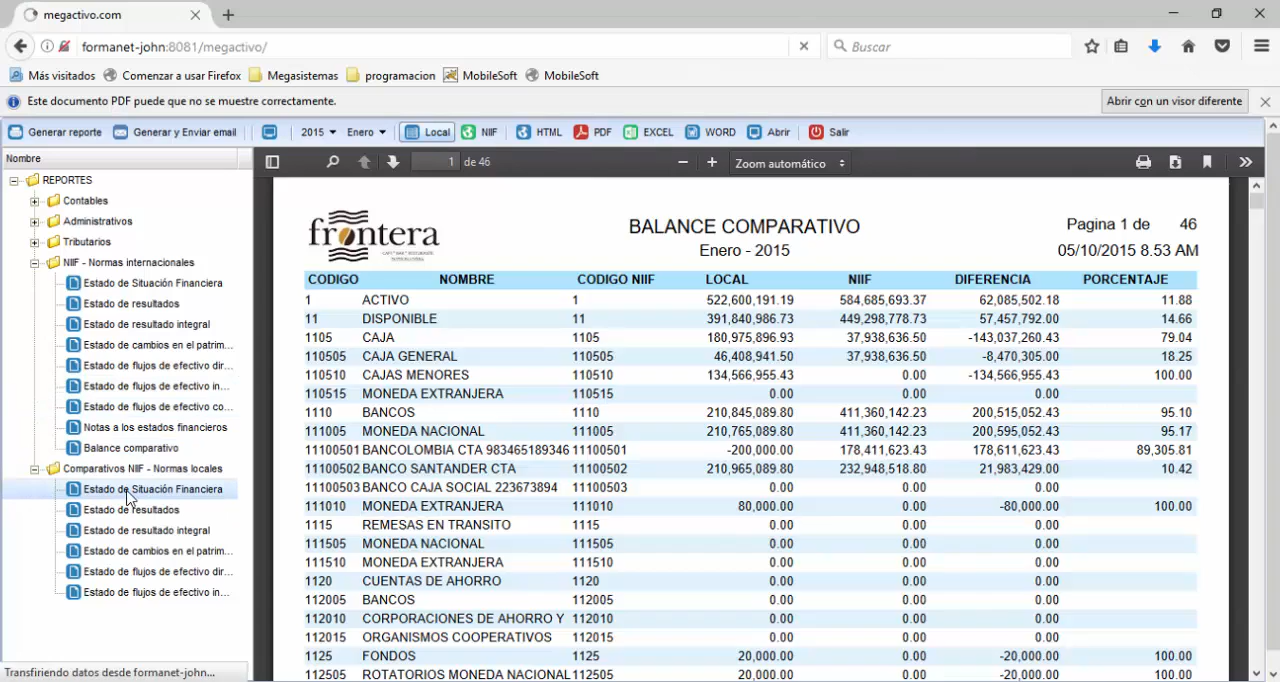 megactivo.com
formanet-john:8081/megactivo/
Buscar
Más visitados Comenzar a usar Firefox Megasistemas programacion MobileSoft MobileSoft
Este documento PDF puede que no se muestre correctamente.
Abrir con un visor diferente
Generar reporte Generar y Enviar email 2015 Enero Local NIIF HTML PDF EXCEL WORD Abrir Salir
Nombre
1 de 46
Zoom automático
REPORTES
Contables
Administrativos
Tributarios
NIIF - Normas internacionales
Estado de Situación Financiera
Estado de resultados
Estado de resultado integral
Estado de cambios en el patrim...
Estado de flujos de efectivo dir...
Estado de flujos de efectivo in...
Estado de flujos de efectivo co...
Notas a los estados financieros
Balance comparativo
Comparativos NIIF - Normas locales
Estado de Situación Financiera
Estado de resultados
Estado de resultado integral
Estado de cambios en el patrim...
Estado de flujos de efectivo dir...
Estado de flujos de efectivo in...
Transfiriendo datos desde formanet-john...
frontera
BALANCE COMPARATIVO
Enero - 2015
Pagina 1 de 46
05/10/2015 8.53 AM
CODIGO NOMBRE CODIGO NIIF LOCAL NIIF DIFERENCIA PORCENTAJE
1 ACTIVO 1 522,600,191.19 584,685,693.37 62,085,502.18 11.88
11 DISPONIBLE 11 391,840,986.73 449,298,778.73 57,457,792.00 14.66
1105 CAJA 1105 180,975,896.93 37,938,636.50 -143,037,260.43 79.04
110505 CAJA GENERAL 110505 46,408,941.50 37,938,636.50 -8,470,305.00 18.25
110510 CAJAS MENORES 110510 134,566,955.43 0.00 -134,566,955.43 100.00
110515 MONEDA EXTRANJERA 110515 0.00 0.00 0.00
1110 BANCOS 1110 210,845,089.80 411,360,142.23 200,515,052.43 95.10
111005 MONEDA NACIONAL 111005 210,765,089.80 411,360,142.23 200,595,052.43 95.17
11100501 BANCOLOMBIA CTA 983465189346 11100501 -200,000.00 178,411,623.43 178,611,623.43 89,305.81
11100502 BANCO SANTANDER CTA 11100502 210,965,089.80 232,948,518.80 21,983,429.00 10.42
11100503 BANCO CAJA SOCIAL 223673894 11100503 0.00 0.00 0.00
111010 MONEDA EXTRANJERA 111010 80,000.00 0.00 -80,000.00 100.00
1115 REMESAS EN TRANSITO 1115 0.00 0.00 0.00
111505 MONEDA NACIONAL 111505 0.00 0.00 0.00
111510 MONEDA EXTRANJERA 111510 0.00 0.00 0.00
1120 CUENTAS DE AHORRO 1120 0.00 0.00 0.00
112005 BANCOS 112005 0.00 0.00 0.00
112010 CORPORACIONES DE AHORRO Y 112010 0.00 0.00 0.00
112015 ORGANISMOS COOPERATIVOS 112015 0.00 0.00 0.00
1125 FONDOS 1125 20,000.00 0.00 -20,000.00 100.00
112505 ROTATORIOS MONEDA NACIONAL 112505 20,000.00 0.00 -20,000.00 100.00